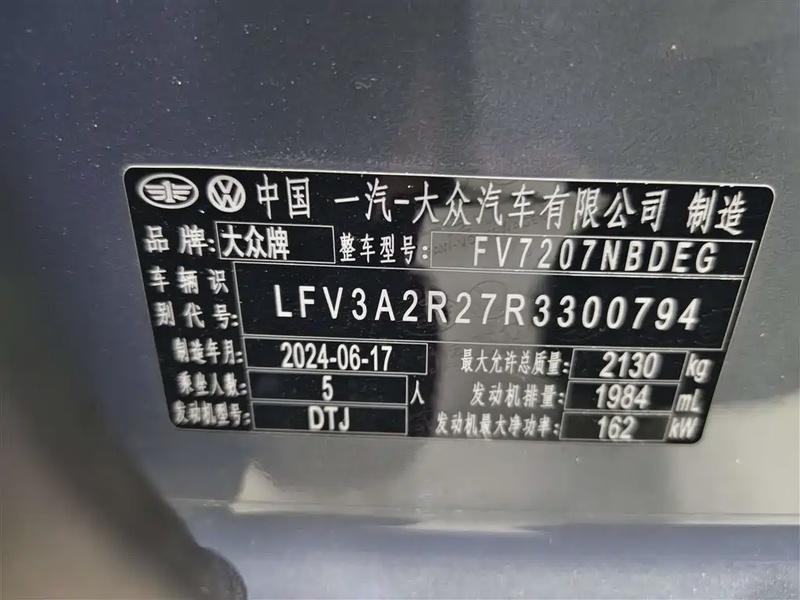 中国 一汽-大众汽车有限公司 制造
品牌: 大众牌 整车型号: FV7207NBDEG
车辆识别代号: LFV3A2R27R3300794
制造年月: 2024-06-17 最大允许总质量: 2130 kg
乘坐人数: 5 人 发动机排量: 1984 mL
发动机型号: DTJ 发动机最大净功率: 162 kW